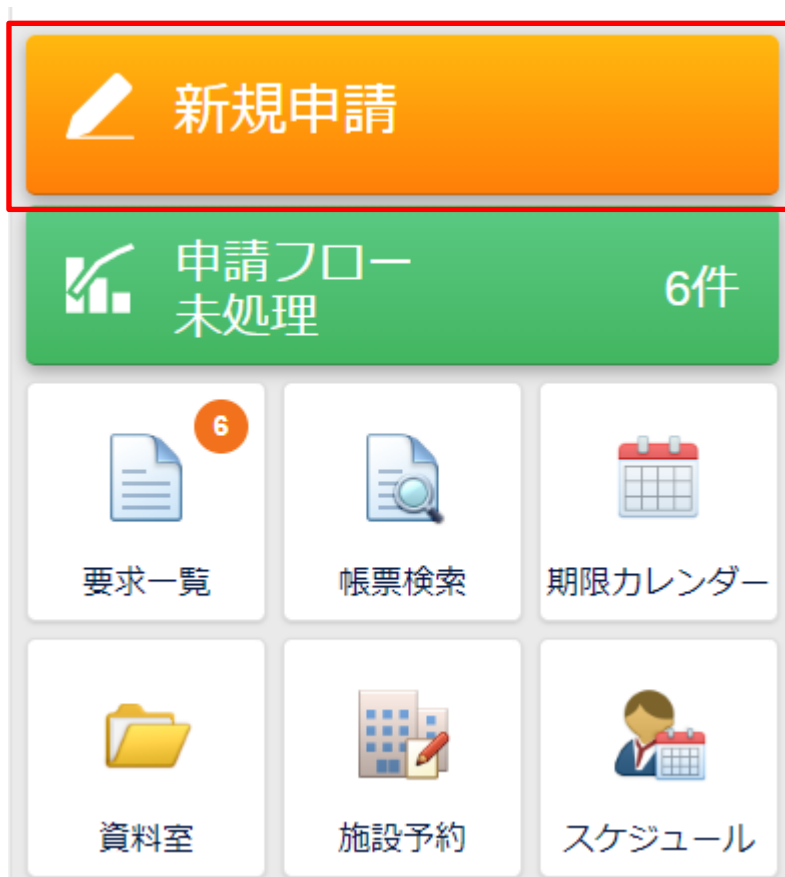 新規申請
申請フロー
未処理
6件
6
要求一覧
帳票検索
期限カレンダー
資料室
施設予約
スケジュール